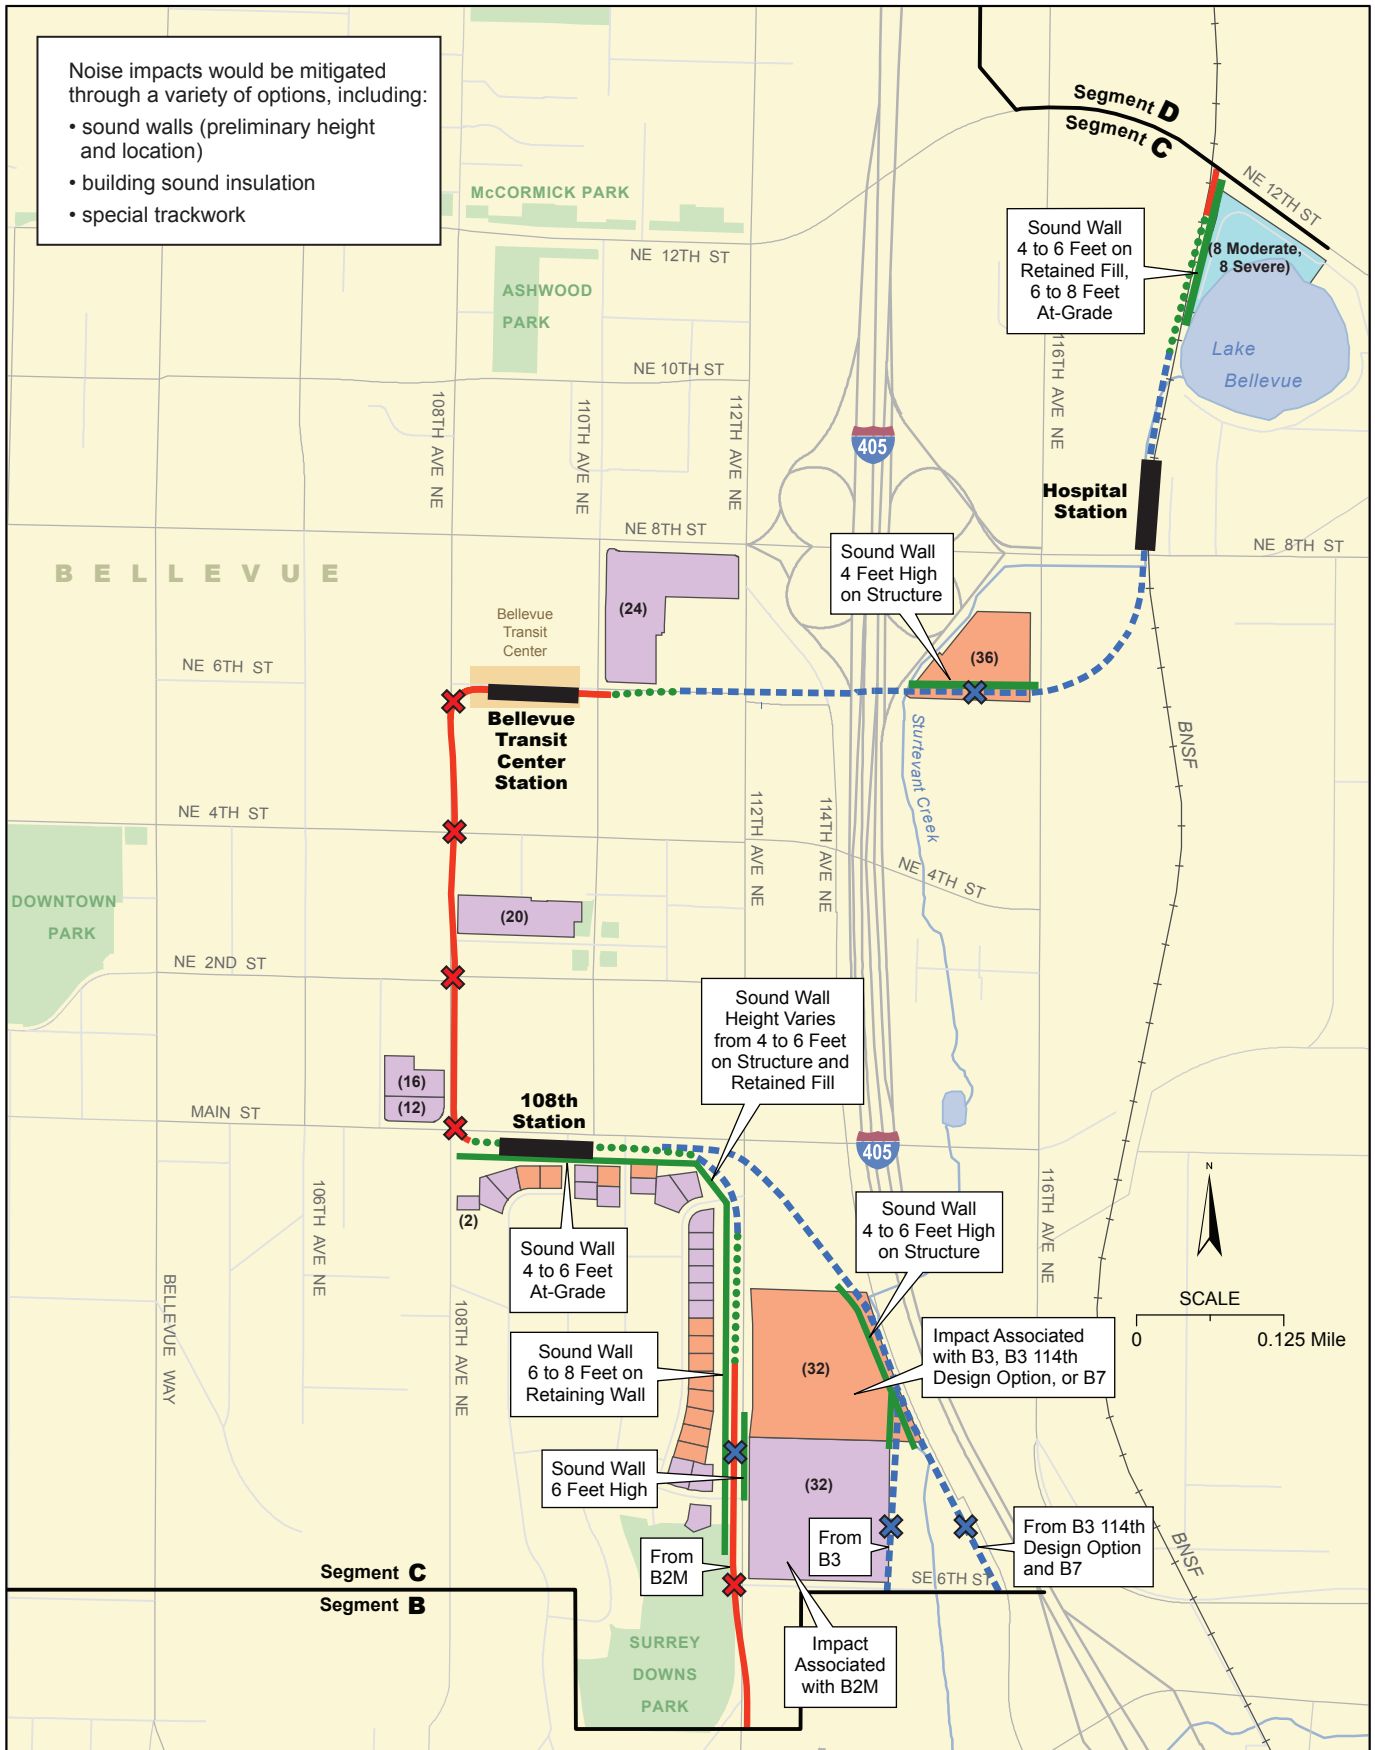 Noise impacts would be mitigated
through a variety of options, including:
• sound walls (preliminary height
and location)
• building sound insulation
• special trackwork
Segment D
Segment C
NE 12TH ST
McCORMICK PARK
NE 12TH ST
Sound Wall
4 to 6 Feet on
Retained Fill,
6 to 8 Feet
At-Grade
(8 Moderate,
8 Severe)
ASHWOOD
PARK
Lake
Bellevue
NE 10TH ST
116TH AVE NE
108TH AVE NE
110TH AVE NE
112TH AVE NE
405
Hospital
Station
NE 8TH ST
NE 8TH ST
Sound Wall
4 Feet High
on Structure
BELLEVUE
(24)
Bellevue
Transit
Center
(36)
NE 6TH ST
Bellevue
Transit
Center
Station
Sturtevant Creek
BNSF
NE 4TH ST
112TH AVE NE
114TH AVE NE
NE 4TH ST
DOWNTOWN
PARK
(20)
NE 2ND ST
Sound Wall
Height Varies
from 4 to 6 Feet
on Structure and
Retained Fill
(16)
(12)
MAIN ST
108th
Station
405
N
106TH AVE NE
116TH AVE NE
(2)
Sound Wall
4 to 6 Feet High
on Structure
Sound Wall
4 to 6 Feet
At-Grade
BELLEVUE WAY
108TH AVE NE
SCALE
0
0.125 Mile
Impact Associated
with B3, B3 114th
Design Option, or B7
Sound Wall
6 to 8 Feet on
Retaining Wall
(32)
Sound Wall
6 Feet High
(32)
From
B3
From B3 114th
Design Option
and B7
BNSF
From
B2M
SE 6TH ST
Segment C
Segment B
Impact
Associated
with B2M
SURREY
DOWNS
PARK